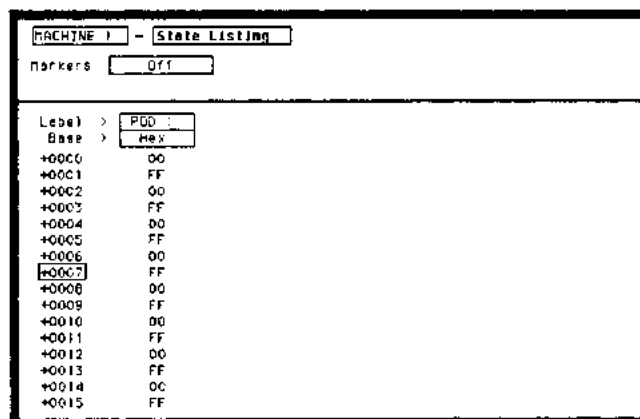 MACHINE 1 - State Listing
Markers Off
Label > POD 1
Base > Hex
+0000 00
+0001 FF
+0002 00
+0003 FF
+0004 00
+0005 FF
+0006 00
+0007 FF
+0008 00
+0009 FF
+0010 00
+0011 FF
+0012 00
+0013 FF
+0014 00
+0015 FF